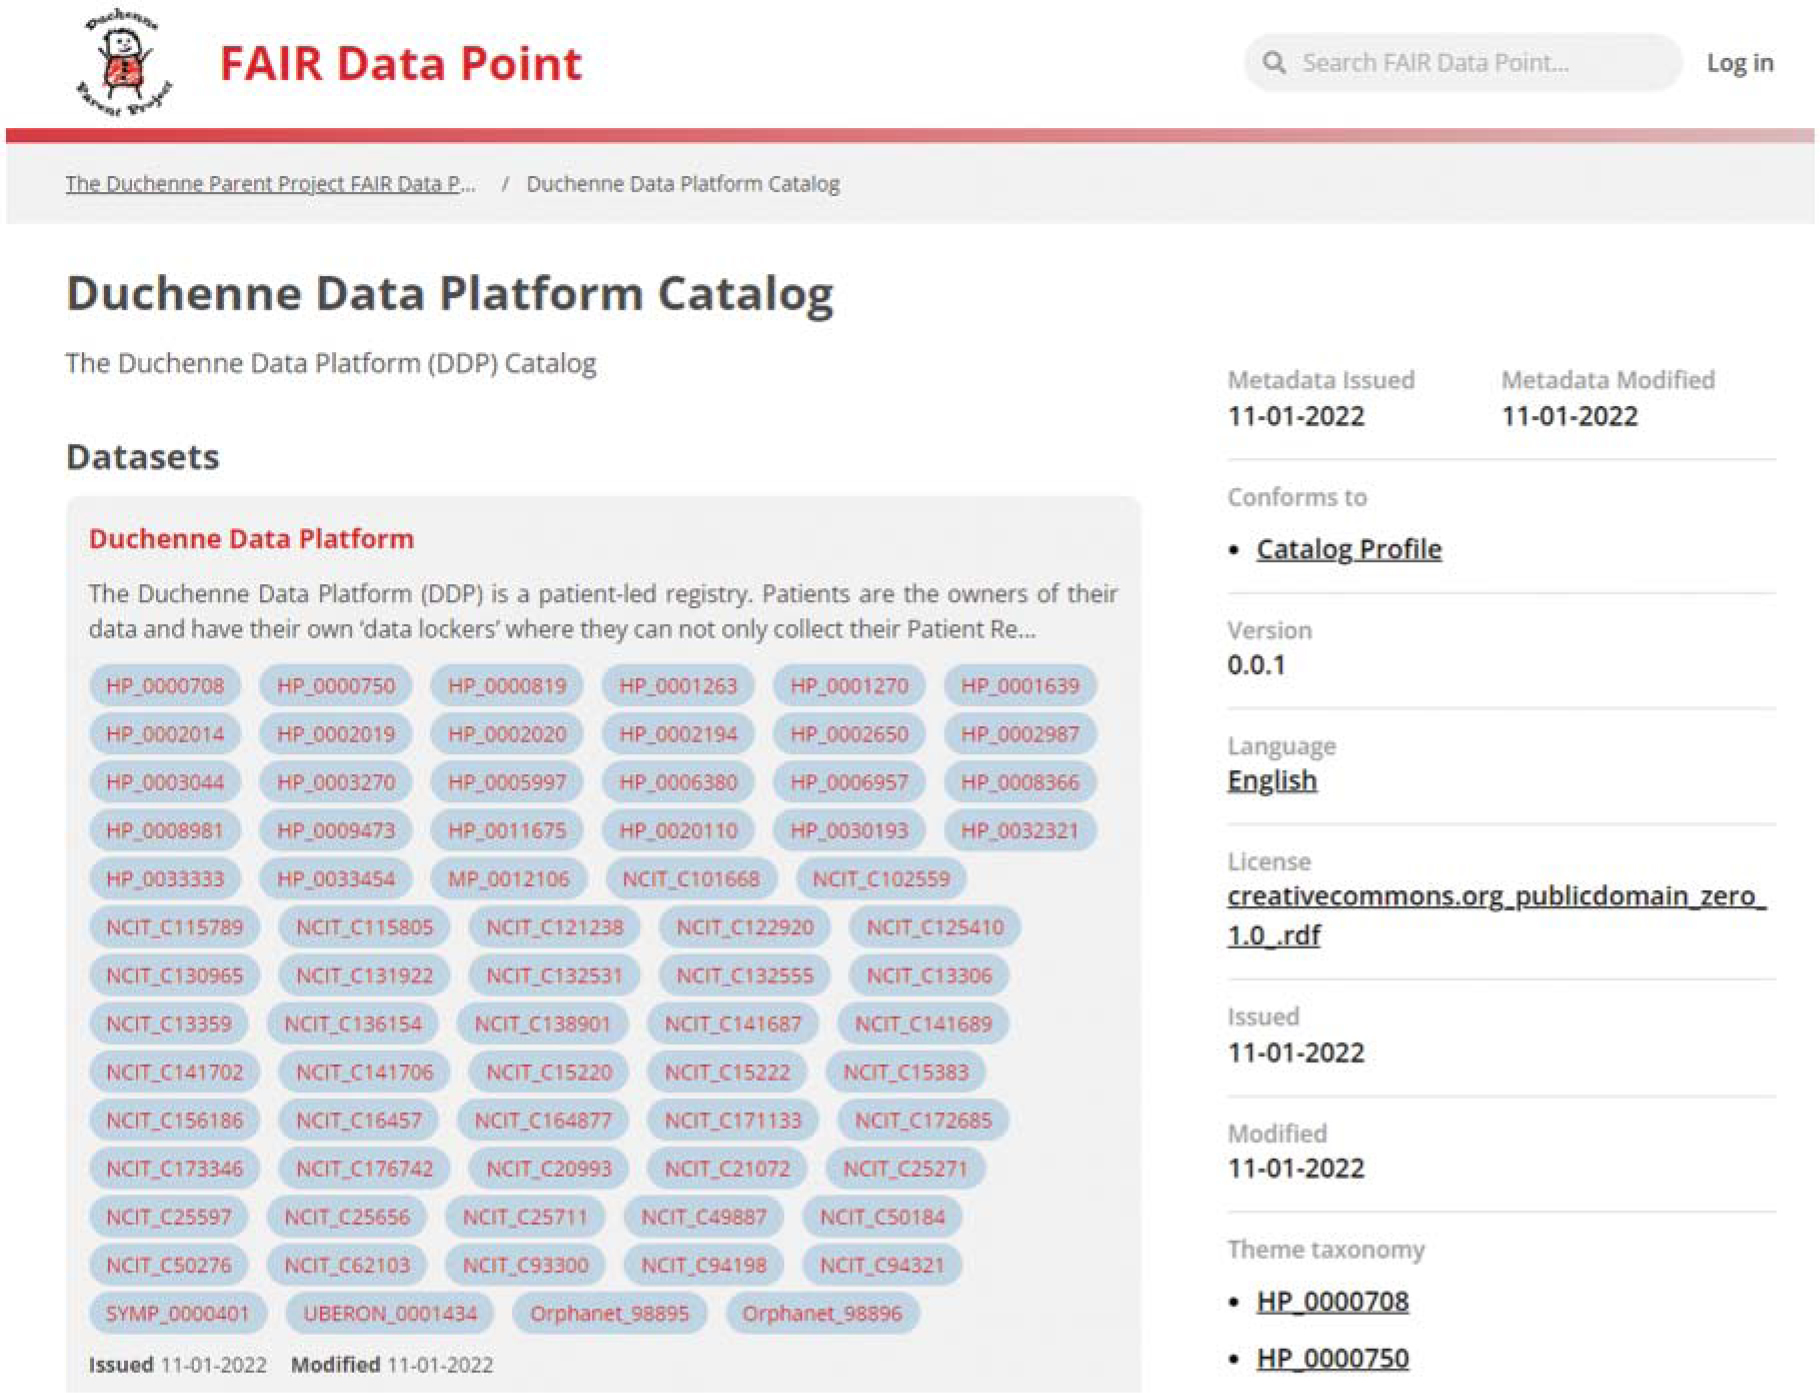 Duchenne
Parent Project
FAIR Data Point
Search FAIR Data Point...
Log in
The Duchenne Parent Project FAIR Data P... / Duchenne Data Platform Catalog
Duchenne Data Platform Catalog
The Duchenne Data Platform (DDP) Catalog
Datasets
Duchenne Data Platform
The Duchenne Data Platform (DDP) is a patient-led registry. Patients are the owners of their
data and have their own ‘data lockers’ where they can not only collect their Patient Re...
HP_0000708 HP_0000750 HP_0000819 HP_0001263 HP_0001270 HP_0001639
HP_0002014 HP_0002019 HP_0002020 HP_0002194 HP_0002650 HP_0002987
HP_0003044 HP_0003270 HP_0005997 HP_0006380 HP_0006957 HP_0008366
HP_0008981 HP_0009473 HP_0011675 HP_0020110 HP_0030193 HP_0032321
HP_0033333 HP_0033454 MP_0012106 NCIT_C101668 NCIT_C102559
NCIT_C115789 NCIT_C115805 NCIT_C121238 NCIT_C122920 NCIT_C125410
NCIT_C130965 NCIT_C131922 NCIT_C132531 NCIT_C132555 NCIT_C13306
NCIT_C13359 NCIT_C136154 NCIT_C138901 NCIT_C141687 NCIT_C141689
NCIT_C141702 NCIT_C141706 NCIT_C15220 NCIT_C15222 NCIT_C15383
NCIT_C156186 NCIT_C16457 NCIT_C164877 NCIT_C171133 NCIT_C172685
NCIT_C173346 NCIT_C176742 NCIT_C20993 NCIT_C21072 NCIT_C25271
NCIT_C25597 NCIT_C25656 NCIT_C25711 NCIT_C49887 NCIT_C50184
NCIT_C50276 NCIT_C62103 NCIT_C93300 NCIT_C94198 NCIT_C94321
SYMP_0000401 UBERON_0001434 Orphanet_98895 Orphanet_98896
Issued 11-01-2022 Modified 11-01-2022
Metadata Issued Metadata Modified
11-01-2022 11-01-2022
Conforms to
• Catalog Profile
Version
0.0.1
Language
English
License
creativecommons.org_publicdomain_zero_
1.0_.rdf
Issued
11-01-2022
Modified
11-01-2022
Theme taxonomy
• HP_0000708
• HP_0000750